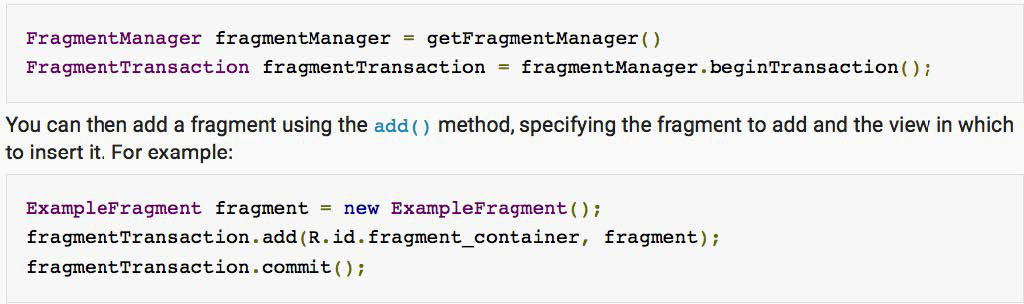 FragmentManager fragmentManager = getFragmentManager()
FragmentTransaction fragmentTransaction = fragmentManager.beginTransaction();
You can then add a fragment using the add() method, specifying the fragment to add and the view in which
to insert it. For example:
ExampleFragment fragment = new ExampleFragment();
fragmentTransaction.add(R.id.fragment_container, fragment);
fragmentTransaction.commit();